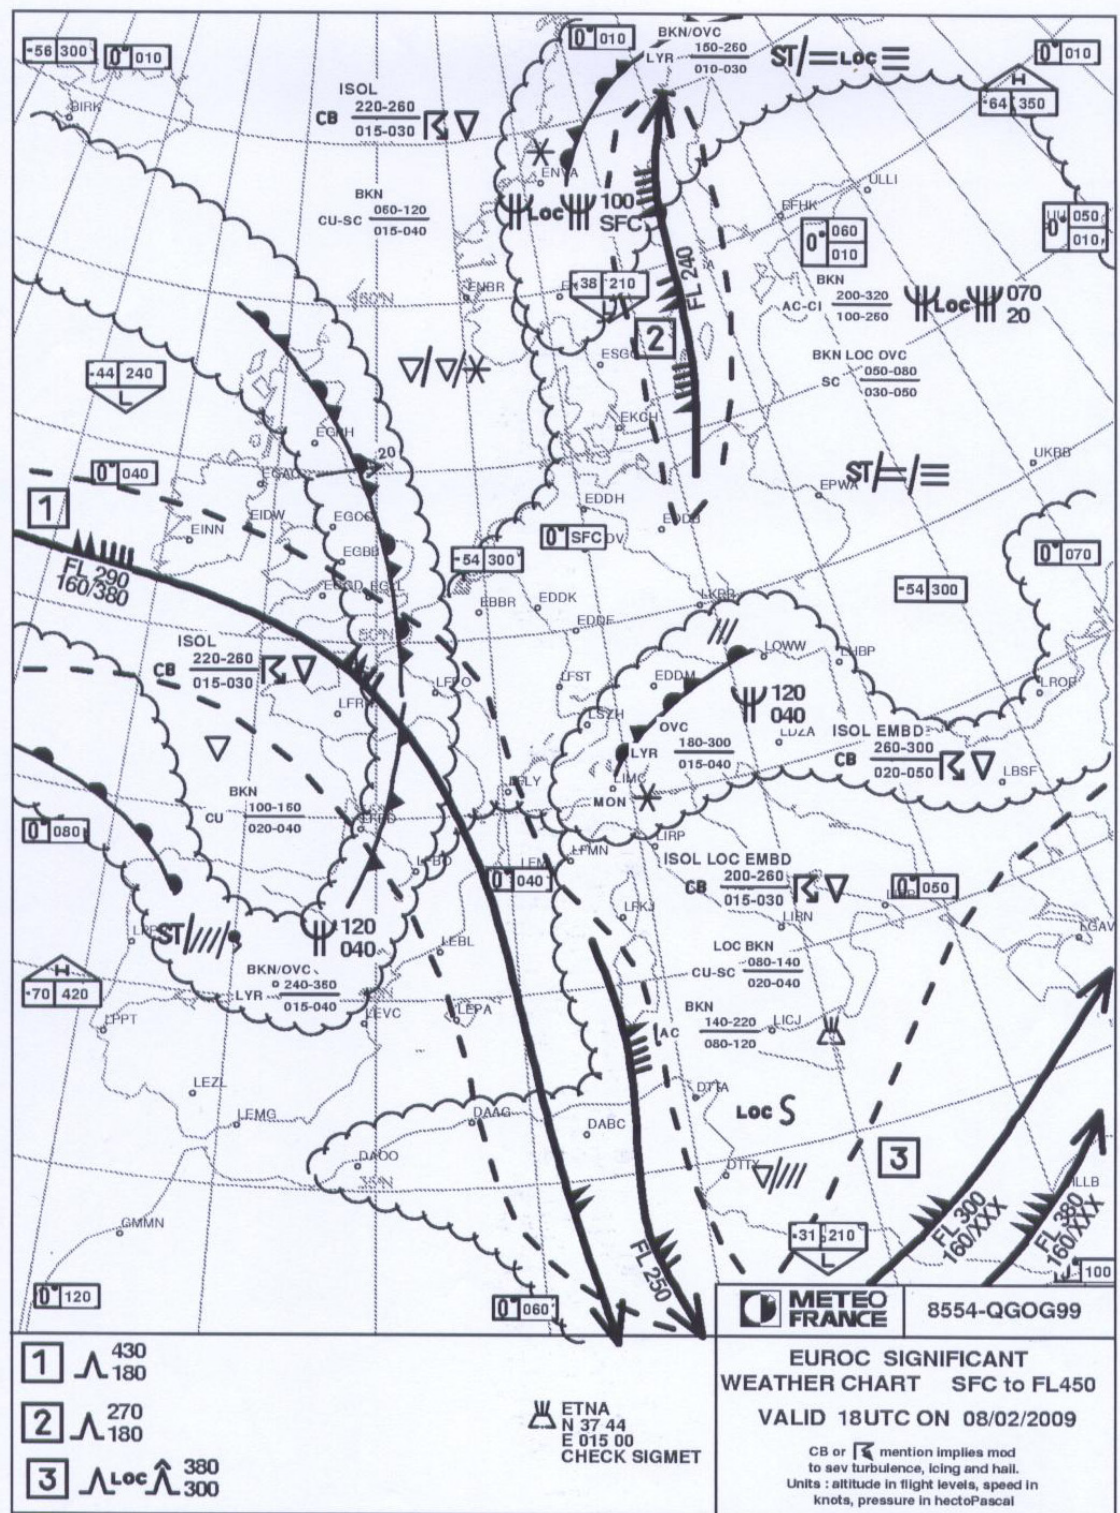 -56 300
0° 010
BIRK
ISOL
CB 220-260
015-030
BKN
CU-SC 060-120
015-040
0° 010
BKN/OVC
LYR 150-260
010-030
ST/ LOC
0° 010
H
-64 350
ENVA
LOC 100
SFC
ULLI
EFHK
0° 060
010
050
0° 010
ENBR
38 210
FL 240
2
BKN
AC-CI 200-320
100-260
LOC 070
20
BKN LOC OVC
SC 050-080
030-050
-44 240
L
EKCH
20
0° 040
1
EINN
EIDW
EGBB
EDDH
0° SFC
EPWA
ST/
UKBB
-54 300
0° 070
-54 300
FL 290
160/380
EBBR
EDDK
EDDF
50°N
ISOL
CB 220-260
015-030
LFST
EDDM
LOWW
LSZH
120
040
LDZA
LROP
OVC
LYR 180-300
015-040
ISOL EMBD
CB 260-300
020-050
LBSF
LIMC
MON
BKN
CU 100-160
020-040
0° 080
LFBO
LFMN
LIRP
0° 040
ISOL LOC EMBD
CB 200-260
015-030
0° 050
LFKJ
LIRN
LGAV
ST/
120
040
LEBL
LOC BKN
CU-SC 080-140
020-040
H
-70 420
BKN/OVC
LYR 240-360
015-040
BKN
AC 140-220
080-120
LPPT
LEVC
LEPA
LICJ
LEZL
LEMG
DAAG
DABC
DTTA
LOC
DAOO
35°N
DTTX
3
LLLB
GMMN
-31 210
L
FL 300
160/XXX
FL 380
160/XXX
FL 250
100
0° 120
0° 060
METEO
FRANCE
8554-QGOG99
1 430
180
2 270
180
3 LOC 380
300
ETNA
N 37 44
E 015 00
CHECK SIGMET
EUROC SIGNIFICANT
WEATHER CHART SFC to FL450
VALID 18UTC ON 08/02/2009
CB or mention implies mod
to sev turbulence, icing and hail.
Units : altitude in flight levels, speed in
knots, pressure in hectoPascal